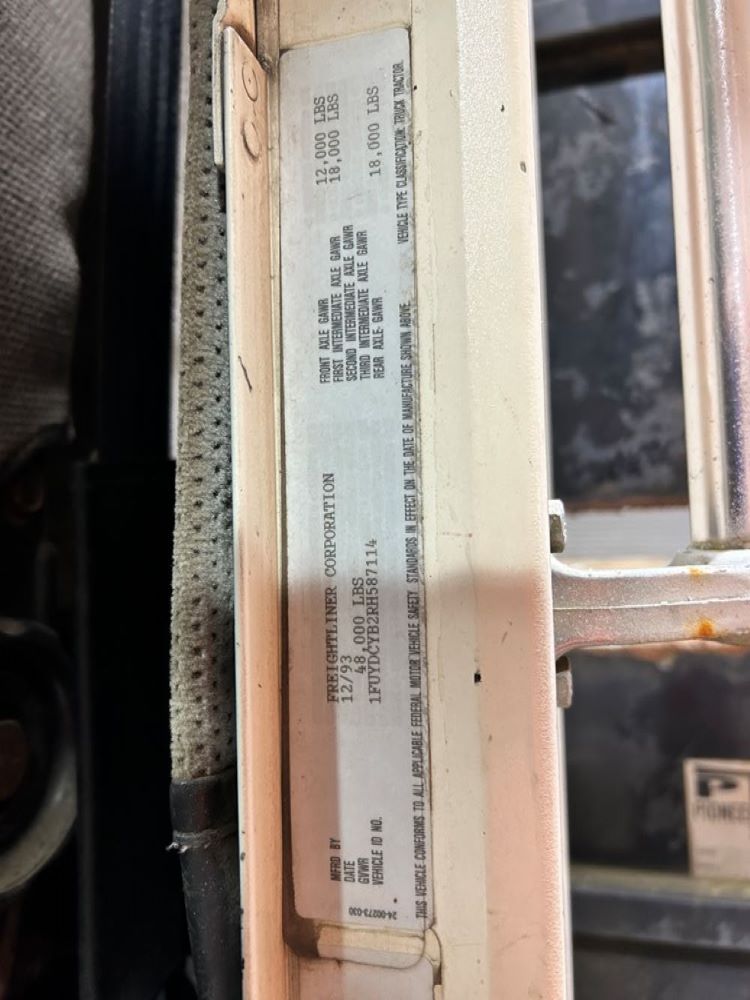 MFRD BY FREIGHTLINER CORPORATION
DATE 12/93
GVWR 48,000 LBS
VEHICLE ID NO. 1FUYDCYB2RH587114
FRONT AXLE GAWR 12,000 LBS
FIRST INTERMEDIATE AXLE GAWR 18,000 LBS
SECOND INTERMEDIATE AXLE GAWR
THIRD INTERMEDIATE AXLE GAWR
REAR AXLE GAWR 18,000 LBS
THIS VEHICLE CONFORMS TO ALL APPLICABLE FEDERAL MOTOR VEHICLE SAFETY STANDARDS IN EFFECT ON THE DATE OF MANUFACTURE SHOWN ABOVE. VEHICLE TYPE CLASSIFICATION: TRUCK TRACTOR.
24-00273-030
P